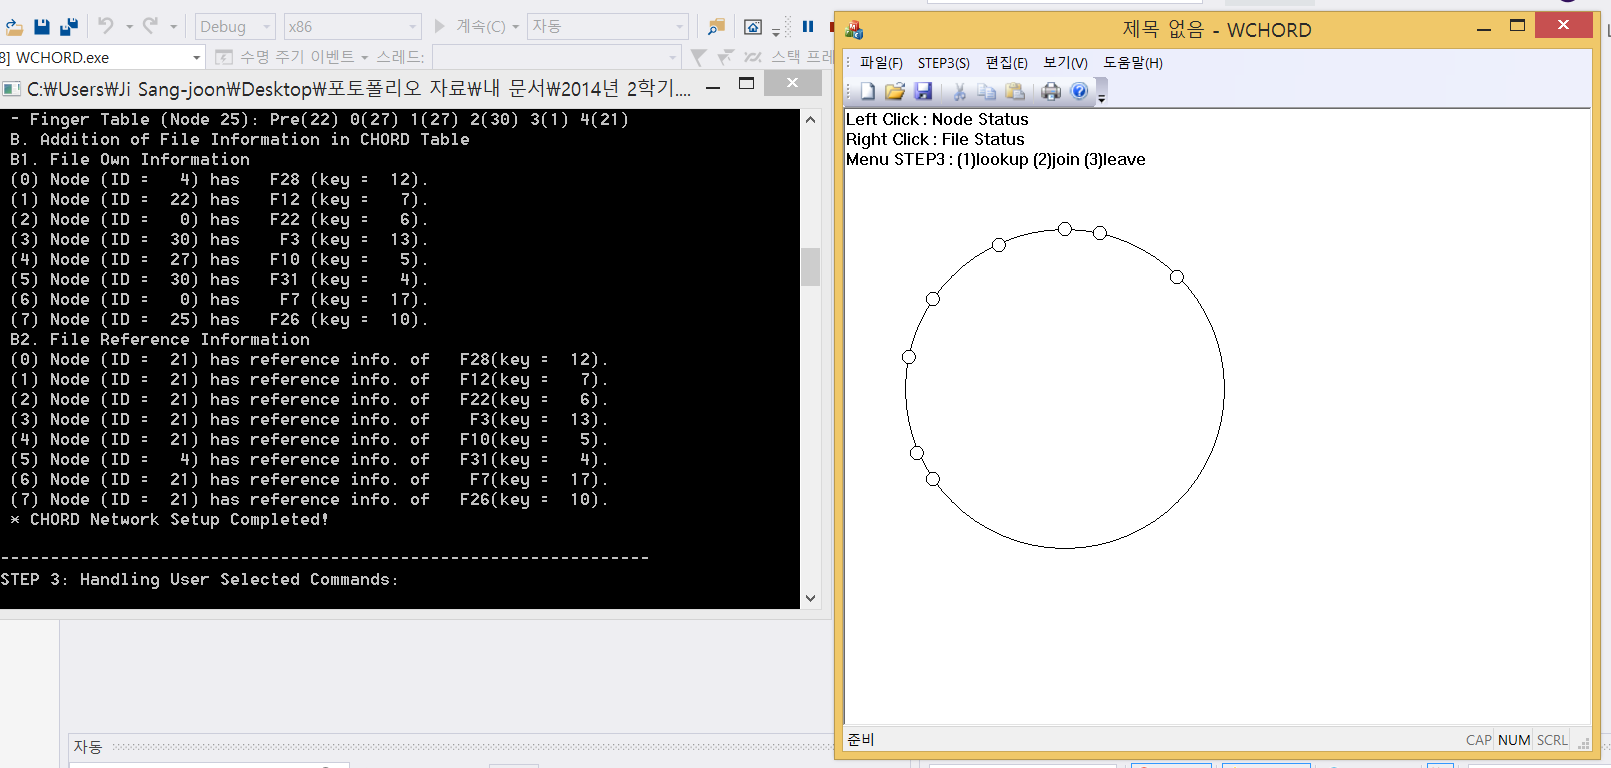 Debug x86 계속(C) 자동
8] WCHORD.exe 수명 주기 이벤트 스레드: 스택 프레
C:₩Users₩Ji Sang-joon₩Desktop₩포토폴리오 자료₩내 문서₩2014년 2학기....
- Finger Table (Node 25): Pre(22) 0(27) 1(27) 2(30) 3(1) 4(21)
B. Addition of File Information in CHORD Table
B1. File Own Information
(0) Node (ID =   4) has   F28 (key =  12).
(1) Node (ID =  22) has   F12 (key =   7).
(2) Node (ID =   0) has   F22 (key =   6).
(3) Node (ID =  30) has    F3 (key =  13).
(4) Node (ID =  27) has   F10 (key =   5).
(5) Node (ID =  30) has   F31 (key =   4).
(6) Node (ID =   0) has    F7 (key =  17).
(7) Node (ID =  25) has   F26 (key =  10).
B2. File Reference Information
(0) Node (ID =  21) has reference info. of   F28(key =  12).
(1) Node (ID =  21) has reference info. of   F12(key =   7).
(2) Node (ID =  21) has reference info. of   F22(key =   6).
(3) Node (ID =  21) has reference info. of    F3(key =  13).
(4) Node (ID =  21) has reference info. of   F10(key =   5).
(5) Node (ID =   4) has reference info. of   F31(key =   4).
(6) Node (ID =  21) has reference info. of    F7(key =  17).
(7) Node (ID =  21) has reference info. of   F26(key =  10).
* CHORD Network Setup Completed!
-----------------------------------------------------------------
STEP 3: Handling User Selected Commands:
자동
제목 없음 - WCHORD
파일(F) STEP3(S) 편집(E) 보기(V) 도움말(H)
Left Click : Node Status
Right Click : File Status
Menu STEP3 : (1)lookup (2)join (3)leave
준비 CAP NUM SCRL